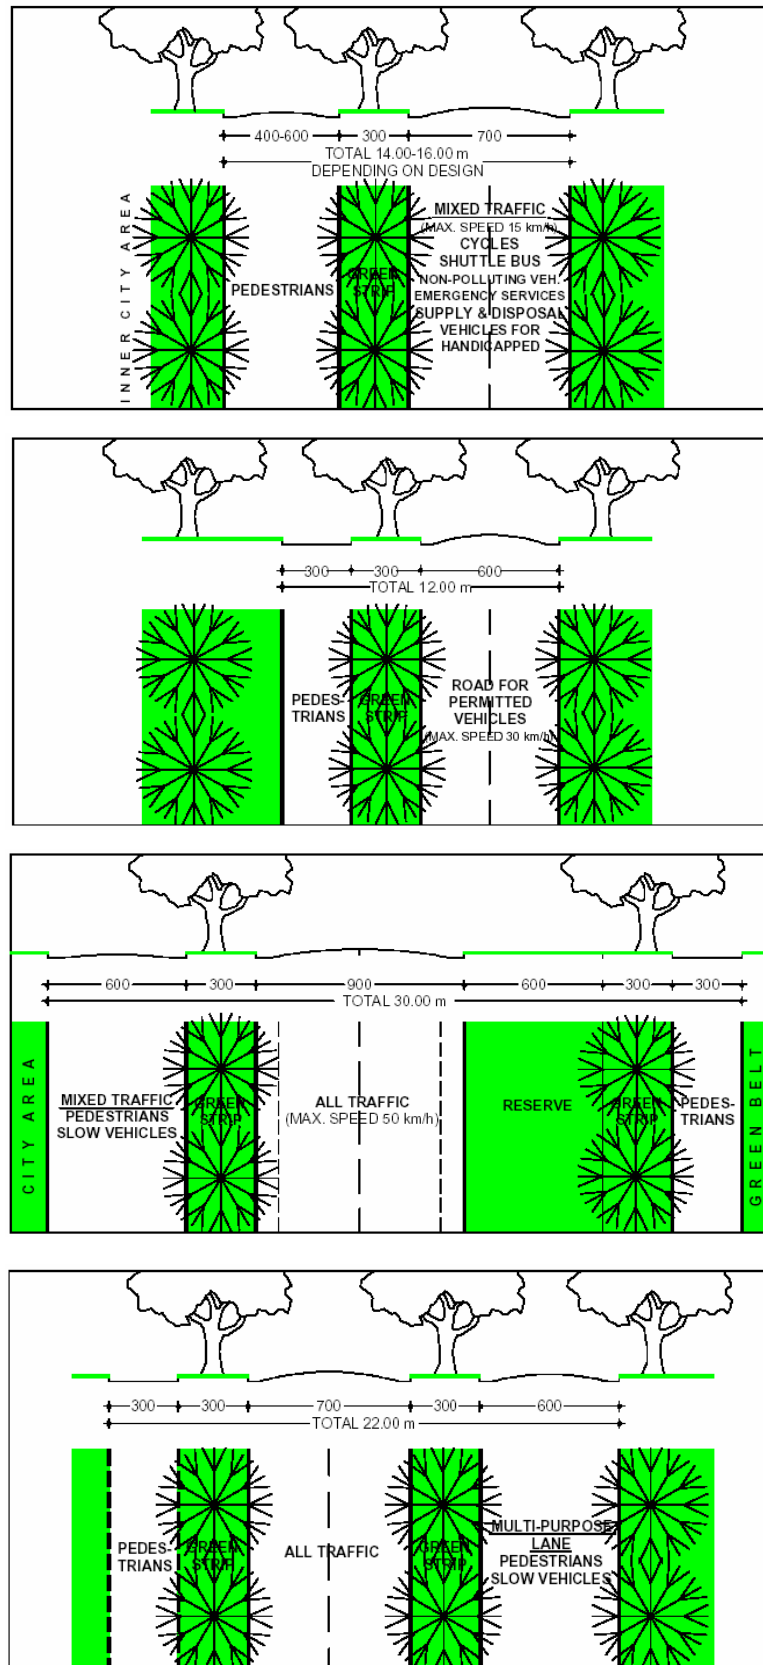 400-600 300 700
TOTAL 14.00-16.00 m
DEPENDING ON DESIGN
INNER CITY AREA
PEDESTRIANS
GREEN
STRIP
MIXED TRAFFIC
(MAX. SPEED 15 km/h)
CYCLES
SHUTTLE BUS
NON-POLLUTING VEH.
EMERGENCY SERVICES
SUPPLY & DISPOSAL
VEHICLES FOR
HANDICAPPED
300 300 600
TOTAL 12.00 m
PEDES-
TRIANS
GREEN
STRIP
ROAD FOR
PERMITTED
VEHICLES
(MAX. SPEED 30 km/h)
600 300 900 600 300 300
TOTAL 30.00 m
CITY AREA
MIXED TRAFFIC
PEDESTRIANS
SLOW VEHICLES
GREEN
STRIP
ALL TRAFFIC
(MAX. SPEED 50 km/h)
RESERVE
GREEN
STRIP
PEDES-
TRIANS
GREEN BELT
300 300 700 300 600
TOTAL 22.00 m
PEDES-
TRIANS
GREEN
STRIP
ALL TRAFFIC
GREEN
STRIP
MULTI-PURPOSE
LANE
PEDESTRIANS
SLOW VEHICLES